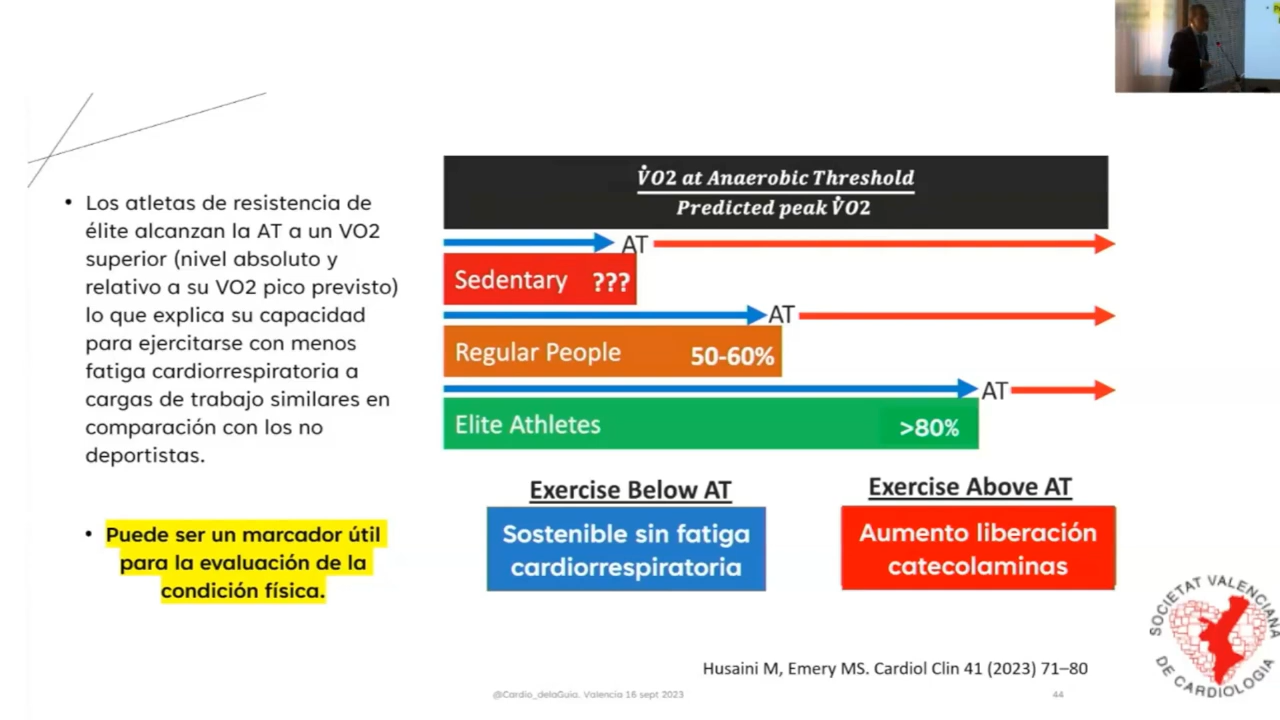 • Los atletas de resistencia de
élite alcanzan la AT a un VO2
superior (nivel absoluto y
relativo a su VO2 pico previsto)
lo que explica su capacidad
para ejercitarse con menos
fatiga cardiorrespiratoria a
cargas de trabajo similares en
comparación con los no
deportistas.
• Puede ser un marcador útil
para la evaluación de la
condición física.
V̇O2 at Anaerobic Threshold
Predicted peak V̇O2
AT
Sedentary ???
AT
Regular People 50-60%
AT
Elite Athletes >80%
Exercise Below AT
Sostenible sin fatiga
cardiorrespiratoria
Exercise Above AT
Aumento liberación
catecolaminas
Husaini M, Emery MS. Cardiol Clin 41 (2023) 71–80
@Cardio_delaGuia. Valencia 16 sept 2023
44
SOCIETAT VALENCIANA
DE CARDIOLOGIA